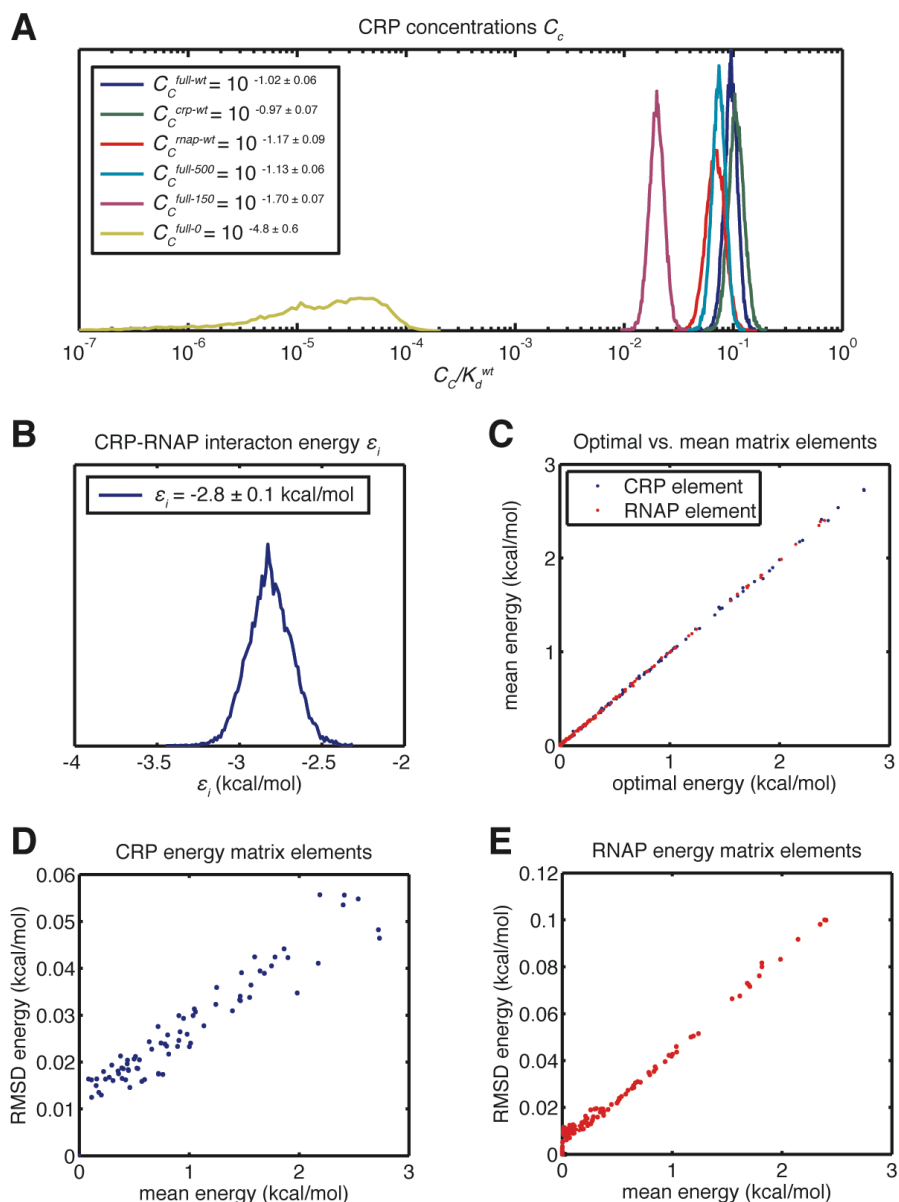 A
CRP concentrations Cc
C_C^full-wt = 10^-1.02 ± 0.06
C_C^crp-wt = 10^-0.97 ± 0.07
C_C^rnap-wt = 10^-1.17 ± 0.09
C_C^full-500 = 10^-1.13 ± 0.06
C_C^full-150 = 10^-1.70 ± 0.07
C_C^full-0 = 10^-4.8 ± 0.6
10^-7 10^-6 10^-5 10^-4 10^-3 10^-2 10^-1 10^0
C_C/K_d^wt
B
CRP-RNAP interacton energy ε_i
ε_i = -2.8 ± 0.1 kcal/mol
-4 -3.5 -3 -2.5 -2
ε_i (kcal/mol)
C
Optimal vs. mean matrix elements
CRP element
RNAP element
mean energy (kcal/mol)
3
2
1
0
0 1 2 3
optimal energy (kcal/mol)
D
CRP energy matrix elements
RMSD energy (kcal/mol)
0.06
0.05
0.04
0.03
0.02
0.01
0
0 1 2 3
mean energy (kcal/mol)
E
RNAP energy matrix elements
RMSD energy (kcal/mol)
0.12
0.1
0.08
0.06
0.04
0.02
0
0 1 2 3
mean energy (kcal/mol)